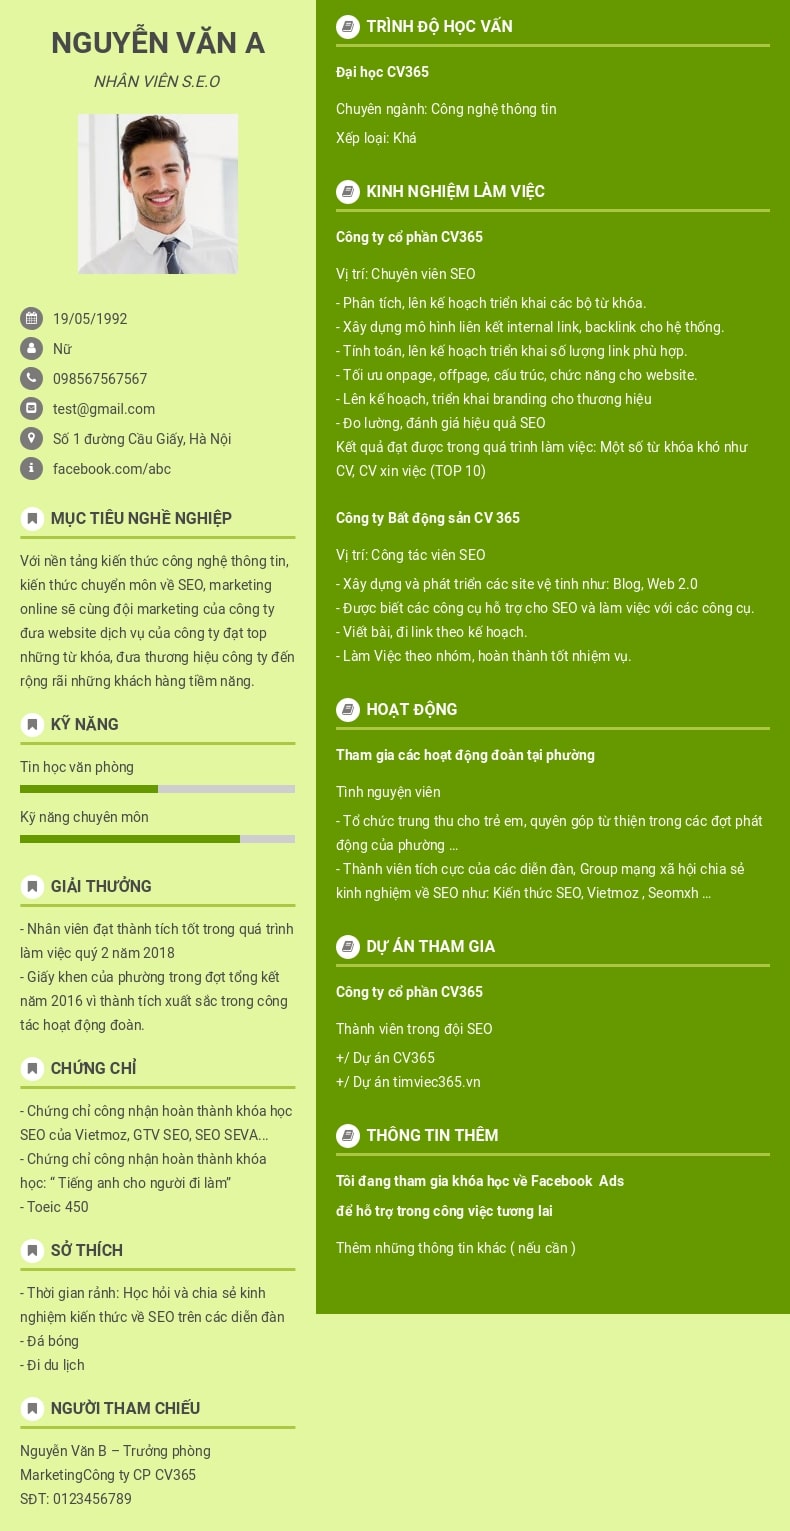 NGUYỄN VĂN A
NHÂN VIÊN S.E.O
19/05/1992
Nữ
098567567567
test@gmail.com
Số 1 đường Cầu Giấy, Hà Nội
facebook.com/abc
MỤC TIÊU NGHỀ NGHIỆP
Với nền tảng kiến thức công nghệ thông tin,
kiến thức chuyển môn về SEO, marketing
online sẽ cùng đội marketing của công ty
đưa website dịch vụ của công ty đạt top
những từ khóa, đưa thương hiệu công ty đến
rộng rãi những khách hàng tiềm năng.
KỸ NĂNG
Tin học văn phòng
Kỹ năng chuyên môn
GIẢI THƯỞNG
- Nhân viên đạt thành tích tốt trong quá trình
làm việc quý 2 năm 2018
- Giấy khen của phường trong đợt tổng kết
năm 2016 vì thành tích xuất sắc trong công
tác hoạt động đoàn.
CHỨNG CHỈ
- Chứng chỉ công nhận hoàn thành khóa học
SEO của Vietmoz, GTV SEO, SEO SEVA...
- Chứng chỉ công nhận hoàn thành khóa
học: “ Tiếng anh cho người đi làm”
- Toeic 450
SỞ THÍCH
- Thời gian rảnh: Học hỏi và chia sẻ kinh
nghiệm kiến thức về SEO trên các diễn đàn
- Đá bóng
- Đi du lịch
NGƯỜI THAM CHIẾU
Nguyễn Văn B – Trưởng phòng
MarketingCông ty CP CV365
SĐT: 0123456789
TRÌNH ĐỘ HỌC VẤN
Đại học CV365
Chuyên ngành: Công nghệ thông tin
Xếp loại: Khá
KINH NGHIỆM LÀM VIỆC
Công ty cổ phần CV365
Vị trí: Chuyên viên SEO
- Phân tích, lên kế hoạch triển khai các bộ từ khóa.
- Xây dựng mô hình liên kết internal link, backlink cho hệ thống.
- Tính toán, lên kế hoạch triển khai số lượng link phù hợp.
- Tối ưu onpage, offpage, cấu trúc, chức năng cho website.
- Lên kế hoạch, triển khai branding cho thương hiệu
- Đo lường, đánh giá hiệu quả SEO
Kết quả đạt được trong quá trình làm việc: Một số từ khóa khó như
CV, CV xin việc (TOP 10)
Công ty Bất động sản CV 365
Vị trí: Công tác viên SEO
- Xây dựng và phát triển các site vệ tinh như: Blog, Web 2.0
- Được biết các công cụ hỗ trợ cho SEO và làm việc với các công cụ.
- Viết bài, đi link theo kế hoạch.
- Làm Việc theo nhóm, hoàn thành tốt nhiệm vụ.
HOẠT ĐỘNG
Tham gia các hoạt động đoàn tại phường
Tình nguyện viên
- Tổ chức trung thu cho trẻ em, quyên góp từ thiện trong các đợt phát
động của phường ...
- Thành viên tích cực của các diễn đàn, Group mạng xã hội chia sẻ
kinh nghiệm về SEO như: Kiến thức SEO, Vietmoz , Seomxh ...
DỰ ÁN THAM GIA
Công ty cổ phần CV365
Thành viên trong đội SEO
+/ Dự án CV365
+/ Dự án timviec365.vn
THÔNG TIN THÊM
Tôi đang tham gia khóa học về Facebook Ads
để hỗ trợ trong công việc tương lai
Thêm những thông tin khác ( nếu cần )